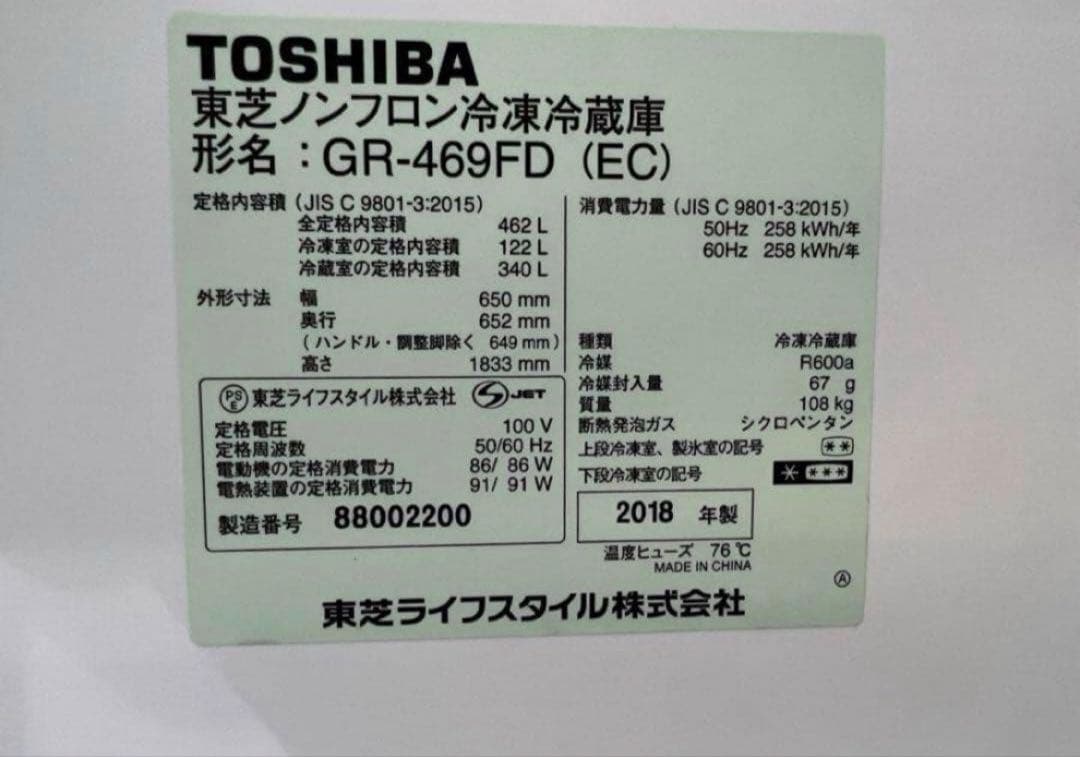 TOSHIBA
東芝ノンフロン冷凍冷蔵庫
形名：GR-469FD (EC)
定格内容積 (JIS C 9801-3:2015)
全定格内容積 462 L
冷凍室の定格内容積 122 L
冷蔵室の定格内容積 340 L
外形寸法 幅 650 mm
奥行 652 mm
(ハンドル・調整脚除く 649 mm)
高さ 1833 mm
PS E 東芝ライフスタイル株式会社 S JET
定格電圧 100 V
定格周波数 50/60 Hz
電動機の定格消費電力 86/ 86 W
電熱装置の定格消費電力 91/ 91 W
製造番号 88002200
消費電力量 (JIS C 9801-3:2015)
50Hz 258 kWh/年
60Hz 258 kWh/年
種類 冷凍冷蔵庫
冷媒 R600a
冷媒封入量 67 g
質量 108 kg
断熱発泡ガス シクロペンタン
上段冷凍室、製氷室の記号 **
下段冷凍室の記号 * ***
2018 年製
温度ヒューズ 76 ℃
MADE IN CHINA
Ⓐ
東芝ライフスタイル株式会社